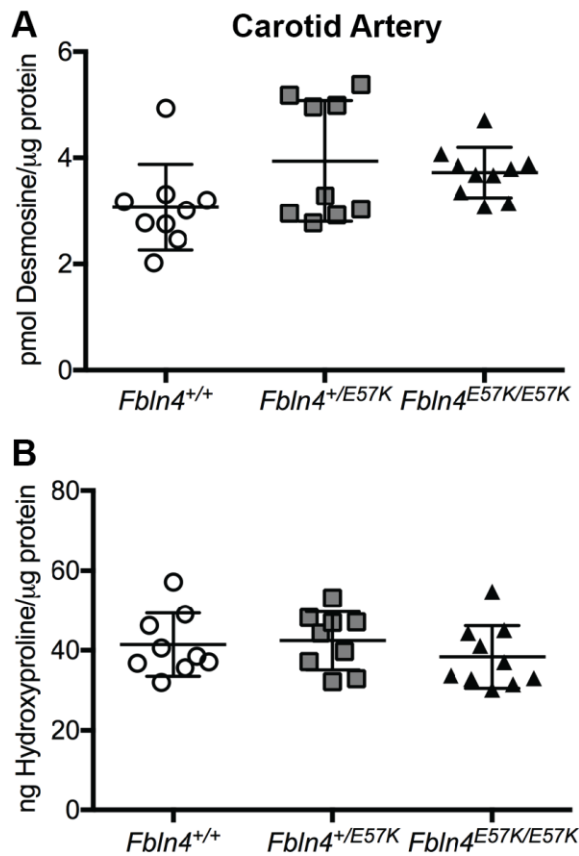 A
Carotid Artery
pmol Desmosine/μg protein
6
4
2
0
Fbln4+/+
Fbln4+/E57K
Fbln4E57K/E57K
B
ng Hydroxyproline/μg protein
80
60
40
20
0
Fbln4+/+
Fbln4+/E57K
Fbln4E57K/E57K